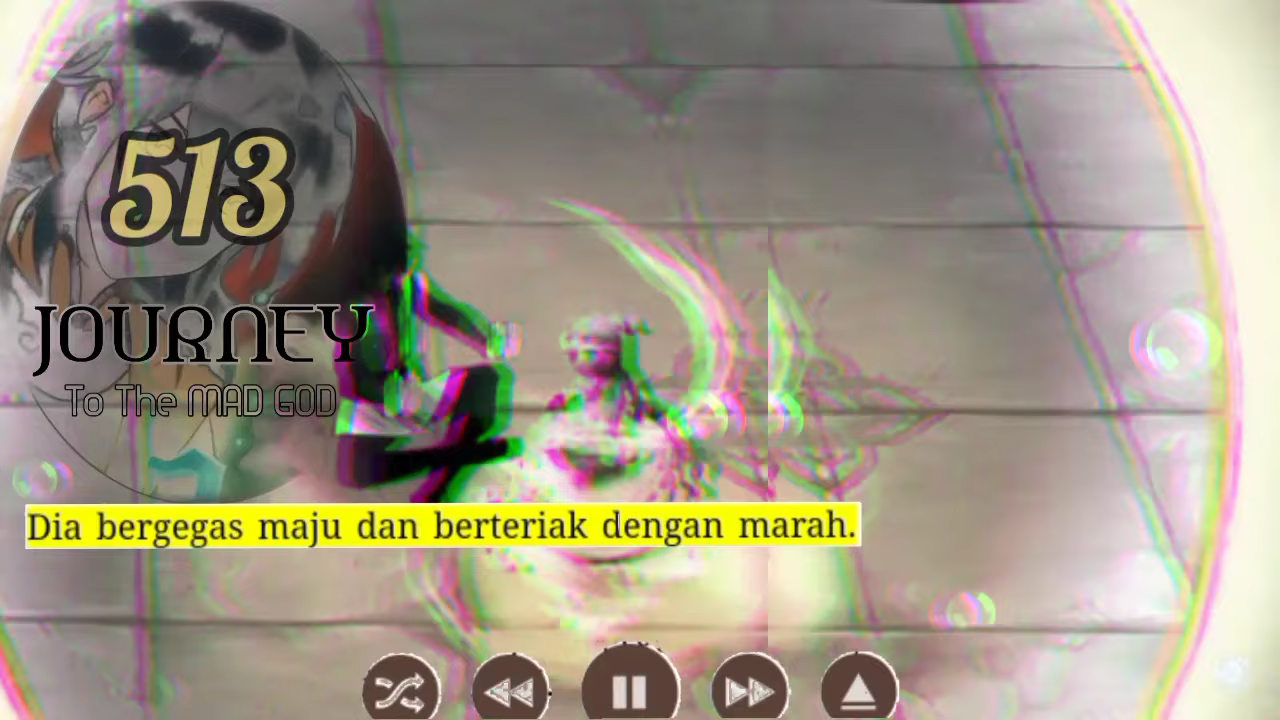 513
JOURNEY
To The MAD GOD
Dia bergegas maju dan berteriak dengan marah.